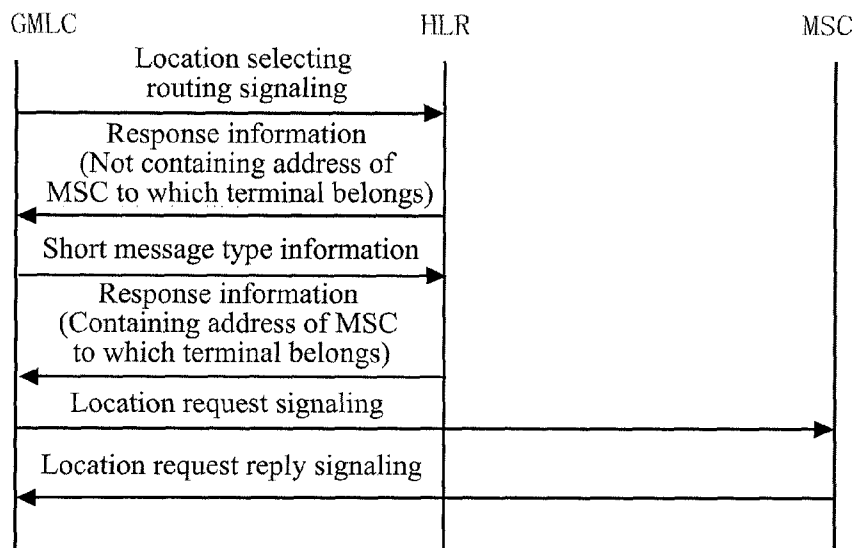 GMLC HLR MSC
Location selecting
routing signaling
Response information
(Not containing address of
MSC to which terminal belongs)
Short message type information
Response information
(Containing address of MSC
to which terminal belongs)
Location request signaling
Location request reply signaling